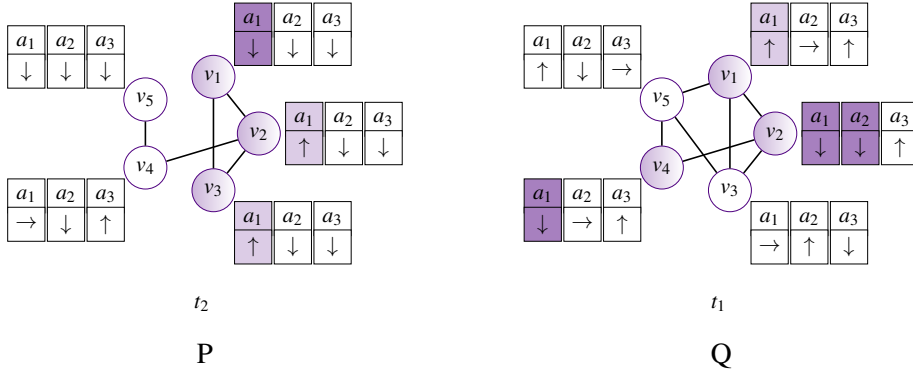 a1 a2 a3
↓ ↓ ↓
a1 a2 a3
↓ ↓ ↓
v5
v1
v2
a1 a2 a3
↑ ↓ ↓
v4
v3
a1 a2 a3
→ ↓ ↑
a1 a2 a3
↑ ↓ ↓
t2
P
a1 a2 a3
↑ ↓ →
a1 a2 a3
↑ → ↑
v5
v1
v2
a1 a2 a3
↓ ↓ ↑
v4
v3
a1 a2 a3
↓ → ↑
a1 a2 a3
→ ↑ ↓
t1
Q